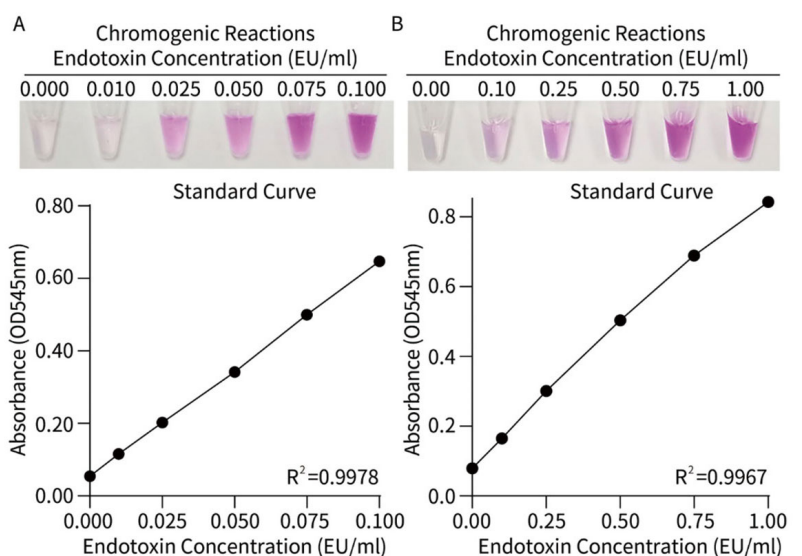 A
Chromogenic Reactions
Endotoxin Concentration (EU/ml)
0.000 0.010 0.025 0.050 0.075 0.100
Standard Curve
0.80
0.60
0.40
0.20
0.00
Absorbance (OD545nm)
R²=0.9978
0.000 0.025 0.050 0.075 0.100
Endotoxin Concentration (EU/ml)
B
Chromogenic Reactions
Endotoxin Concentration (EU/ml)
0.00 0.10 0.25 0.50 0.75 1.00
Standard Curve
0.8
0.6
0.4
0.2
0.0
Absorbance (OD545nm)
R²=0.9967
0.00 0.25 0.50 0.75 1.00
Endotoxin Concentration (EU/ml)